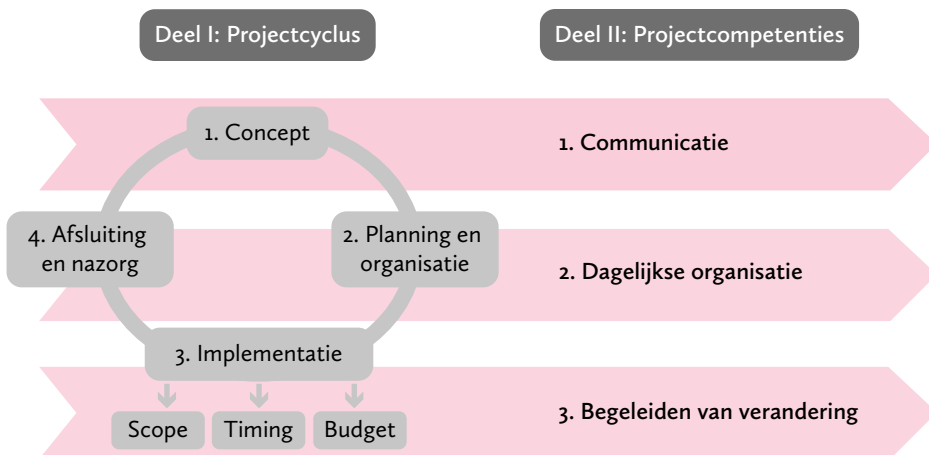 Deel I: Projectcyclus
Deel II: Projectcompetenties
1. Concept
1. Communicatie
4. Afsluiting
en nazorg
2. Planning en
organisatie
2. Dagelijkse organisatie
3. Implementatie
Scope
Timing
Budget
3. Begeleiden van verandering